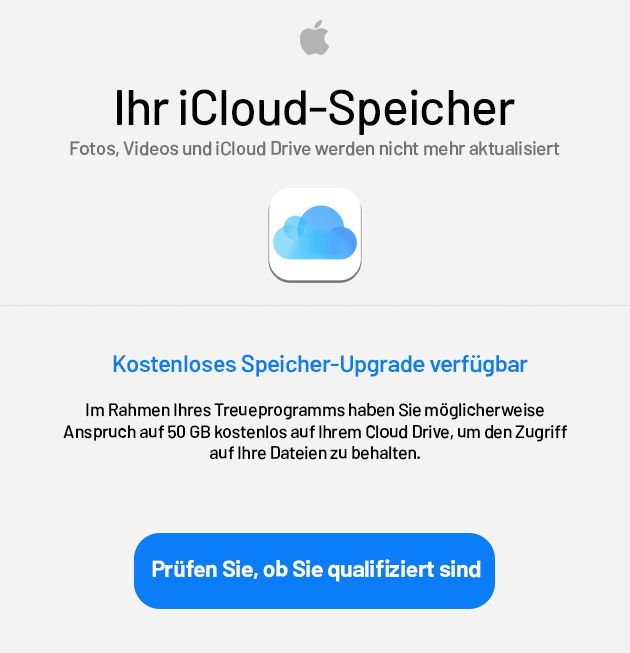 Ihr iCloud-Speicher
Fotos, Videos und iCloud Drive werden nicht mehr aktualisiert
Kostenloses Speicher-Upgrade verfügbar
Im Rahmen Ihres Treueprogramms haben Sie möglicherweise
Anspruch auf 50 GB kostenlos auf Ihrem Cloud Drive, um den Zugriff
auf Ihre Dateien zu behalten.
Prüfen Sie, ob Sie qualifiziert sind